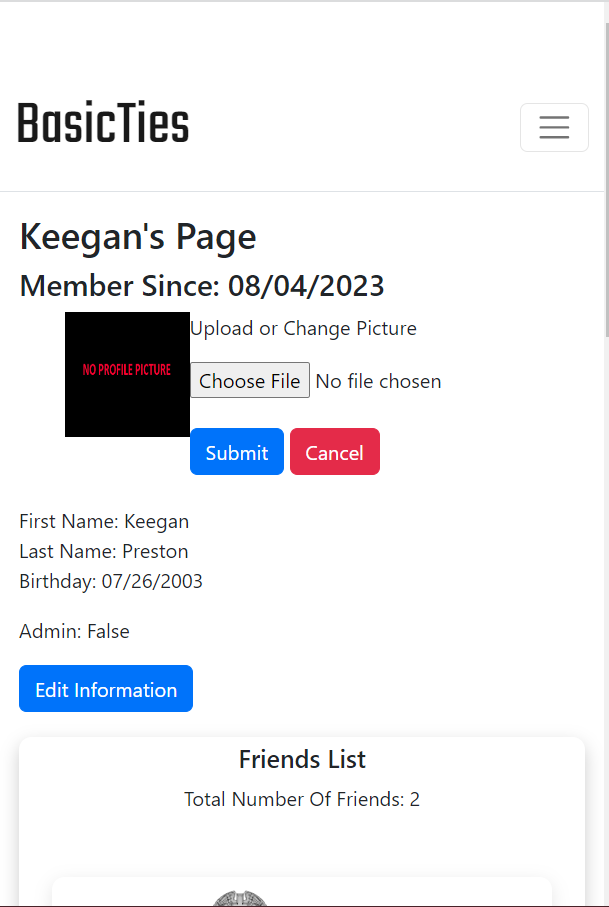 BasicTies
Keegan's Page
Member Since: 08/04/2023
NO PROFILE PICTURE
Upload or Change Picture
Choose File No file chosen
Submit Cancel
First Name: Keegan
Last Name: Preston
Birthday: 07/26/2003
Admin: False
Edit Information
Friends List
Total Number Of Friends: 2